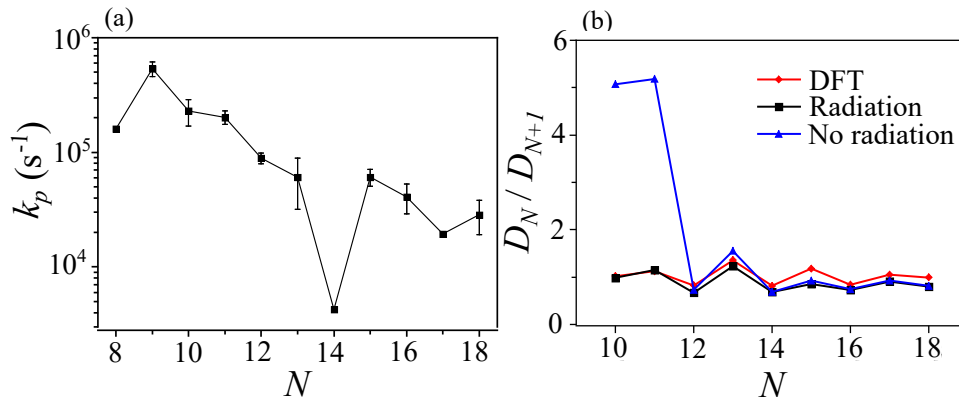 (a)
10^6
10^5
10^4
k_p (s^-1)
8 10 12 14 16 18
N
(b)
6
4
2
0
D_N / D_{N+1}
DFT
Radiation
No radiation
10 12 14 16 18
N